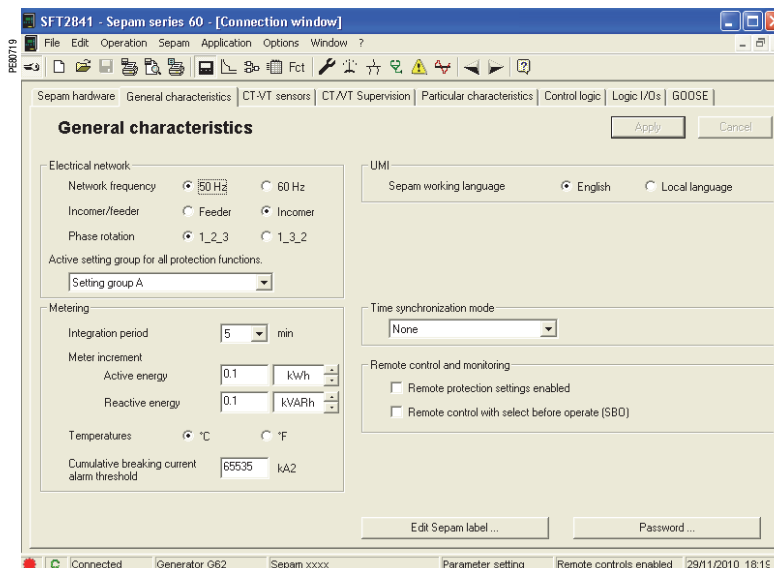 SFT2841 - Sepam series 60 - [Connection window]
PE80719
File Edit Operation Sepam Application Options Window ?
Fct
Sepam hardware General characteristics CT-VT sensors CT/VT Supervision Particular characteristics Control logic Logic I/Os GOOSE
General characteristics
Apply Cancel
Electrical network
Network frequency 50 Hz 60 Hz
Incomer/feeder Feeder Incomer
Phase rotation 1_2_3 1_3_2
Active setting group for all protection functions.
Setting group A
UMI
Sepam working language English Local language
Metering
Integration period 5 min
Meter increment
Active energy 0.1 kWh
Reactive energy 0.1 kVARh
Temperatures °C °F
Cumulative breaking current
alarm threshold 65535 kA2
Time synchronization mode
None
Remote control and monitoring
Remote protection settings enabled
Remote control with select before operate (SBO)
Edit Sepam label ... Password ...
C Connected Generator G62 Sepam xxxx Parameter setting Remote controls enabled 29/11/2010 18:19